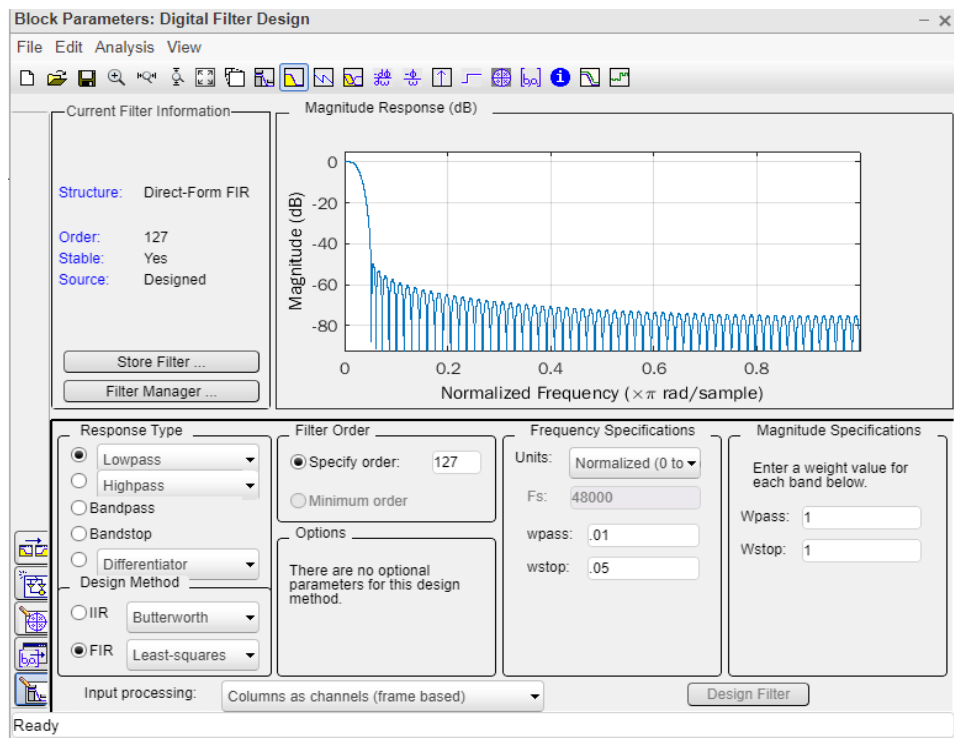 Block Parameters: Digital Filter Design
File Edit Analysis View
Current Filter Information
Structure: Direct-Form FIR
Order: 127
Stable: Yes
Source: Designed
Store Filter ...
Filter Manager ...
Magnitude Response (dB)
Magnitude (dB)
0
-20
-40
-60
-80
0 0.2 0.4 0.6 0.8
Normalized Frequency (×π rad/sample)
Response Type
Lowpass
Highpass
Bandpass
Bandstop
Differentiator
Design Method
IIR Butterworth
FIR Least-squares
Filter Order
Specify order: 127
Minimum order
Options
There are no optional
parameters for this design
method.
Frequency Specifications
Units: Normalized (0 to
Fs: 48000
wpass: .01
wstop: .05
Magnitude Specifications
Enter a weight value for
each band below.
Wpass: 1
Wstop: 1
Input processing: Columns as channels (frame based)
Design Filter
Ready